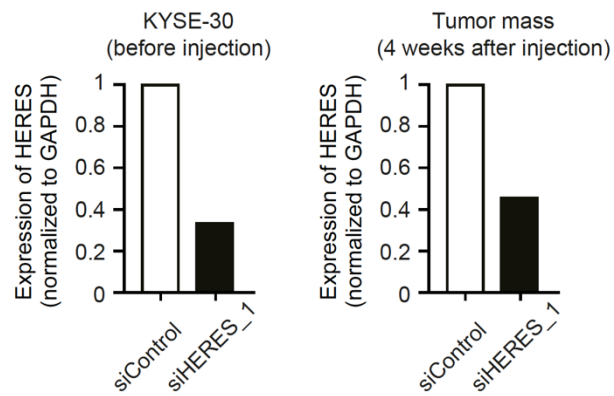 KYSE-30
(before injection)
Expression of HERES
(normalized to GAPDH)
1
0.8
0.6
0.4
0.2
0
siControl
siHERES_1
Tumor mass
(4 weeks after injection)
Expression of HERES
(normalized to GAPDH)
1
0.8
0.6
0.4
0.2
0
siControl
siHERES_1